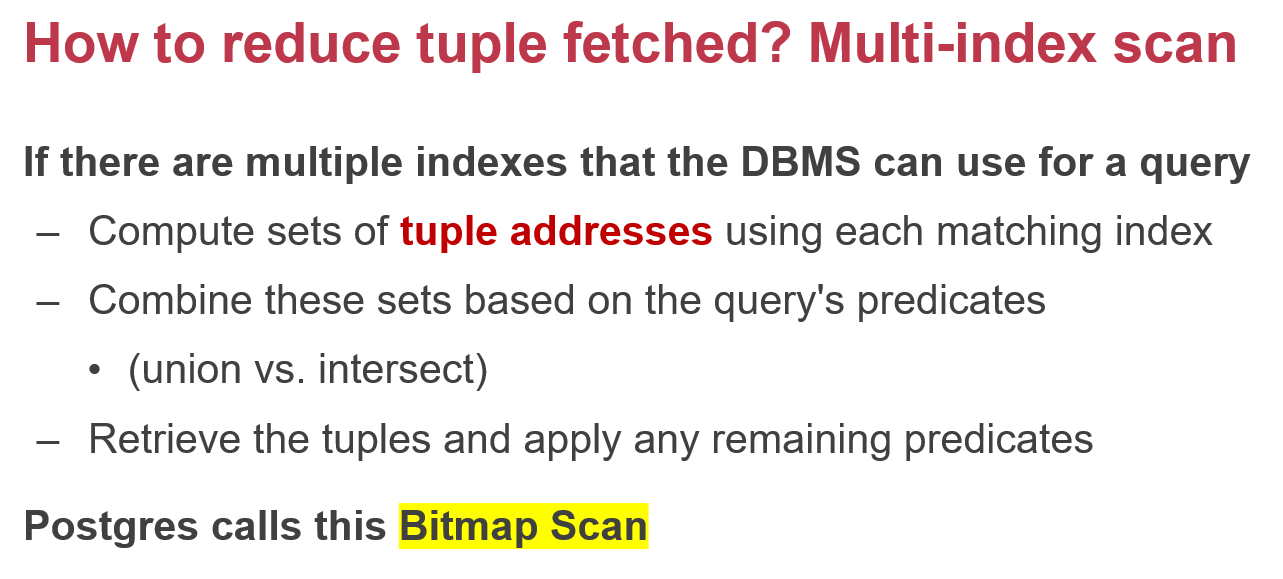 How to reduce tuple fetched? Multi-index scan
If there are multiple indexes that the DBMS can use for a query
– Compute sets of tuple addresses using each matching index
– Combine these sets based on the query's predicates
• (union vs. intersect)
– Retrieve the tuples and apply any remaining predicates
Postgres calls this Bitmap Scan